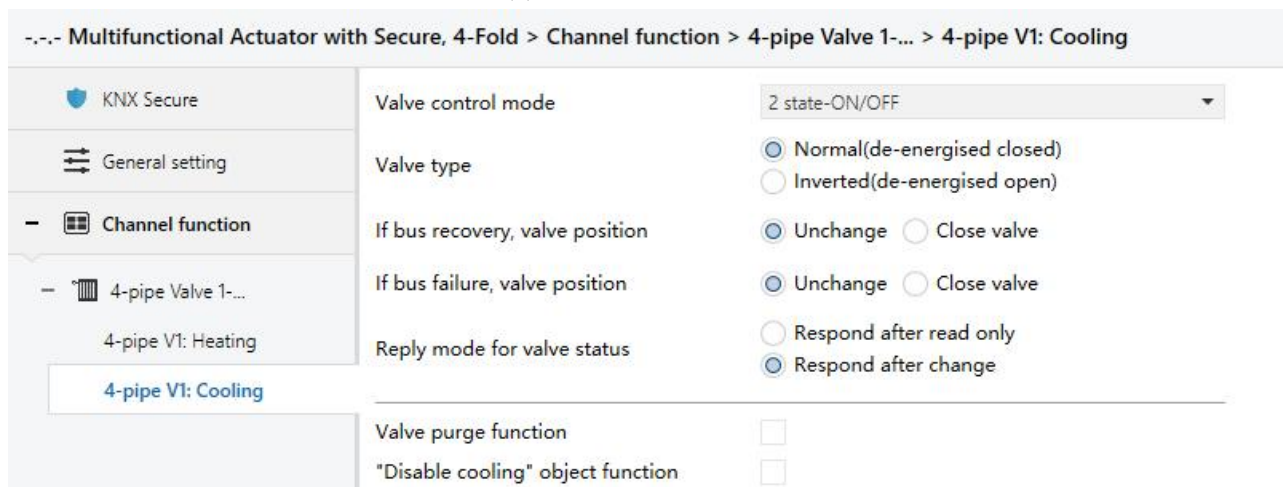 -.-.- Multifunctional Actuator with Secure, 4-Fold > Channel function > 4-pipe Valve 1-... > 4-pipe V1: Cooling
KNX Secure
General setting
Channel function
4-pipe Valve 1-...
4-pipe V1: Heating
4-pipe V1: Cooling
Valve control mode
2 state-ON/OFF
Valve type
Normal(de-energised closed)
Inverted(de-energised open)
If bus recovery, valve position
Unchange Close valve
If bus failure, valve position
Unchange Close valve
Reply mode for valve status
Respond after read only
Respond after change
Valve purge function
"Disable cooling" object function